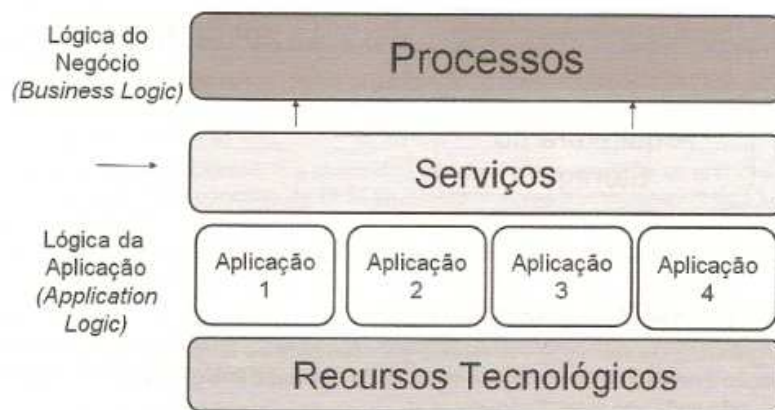 Lógica do
Negócio
(Business Logic)
Processos
Serviços
Lógica da
Aplicação
(Application
Logic)
Aplicação
1
Aplicação
2
Aplicação
3
Aplicação
4
Recursos Tecnológicos